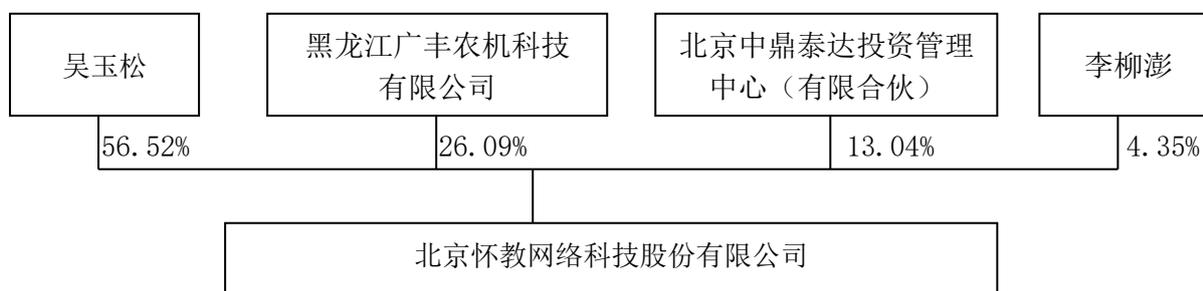 吴玉松
黑龙江广丰农机科技
有限公司
北京中鼎泰达投资管理
中心（有限合伙）
李柳澎
56.52%
26.09%
13.04%
4.35%
北京怀教网络科技股份有限公司